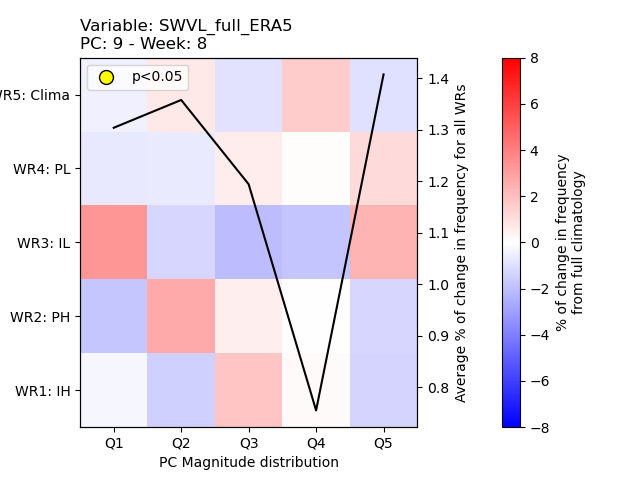 Variable: SWVL_full_ERA5
PC: 9 - Week: 8
p<0.05
WR5: Clima
WR4: PL
WR3: IL
WR2: PH
WR1: IH
Q1 Q2 Q3 Q4 Q5
PC Magnitude distribution
1.4
1.3
1.2
1.1
1.0
0.9
0.8
Average % of change in frequency for all WRs
8
6
4
2
0
−2
−4
−6
−8
% of change in frequency
from full climatology